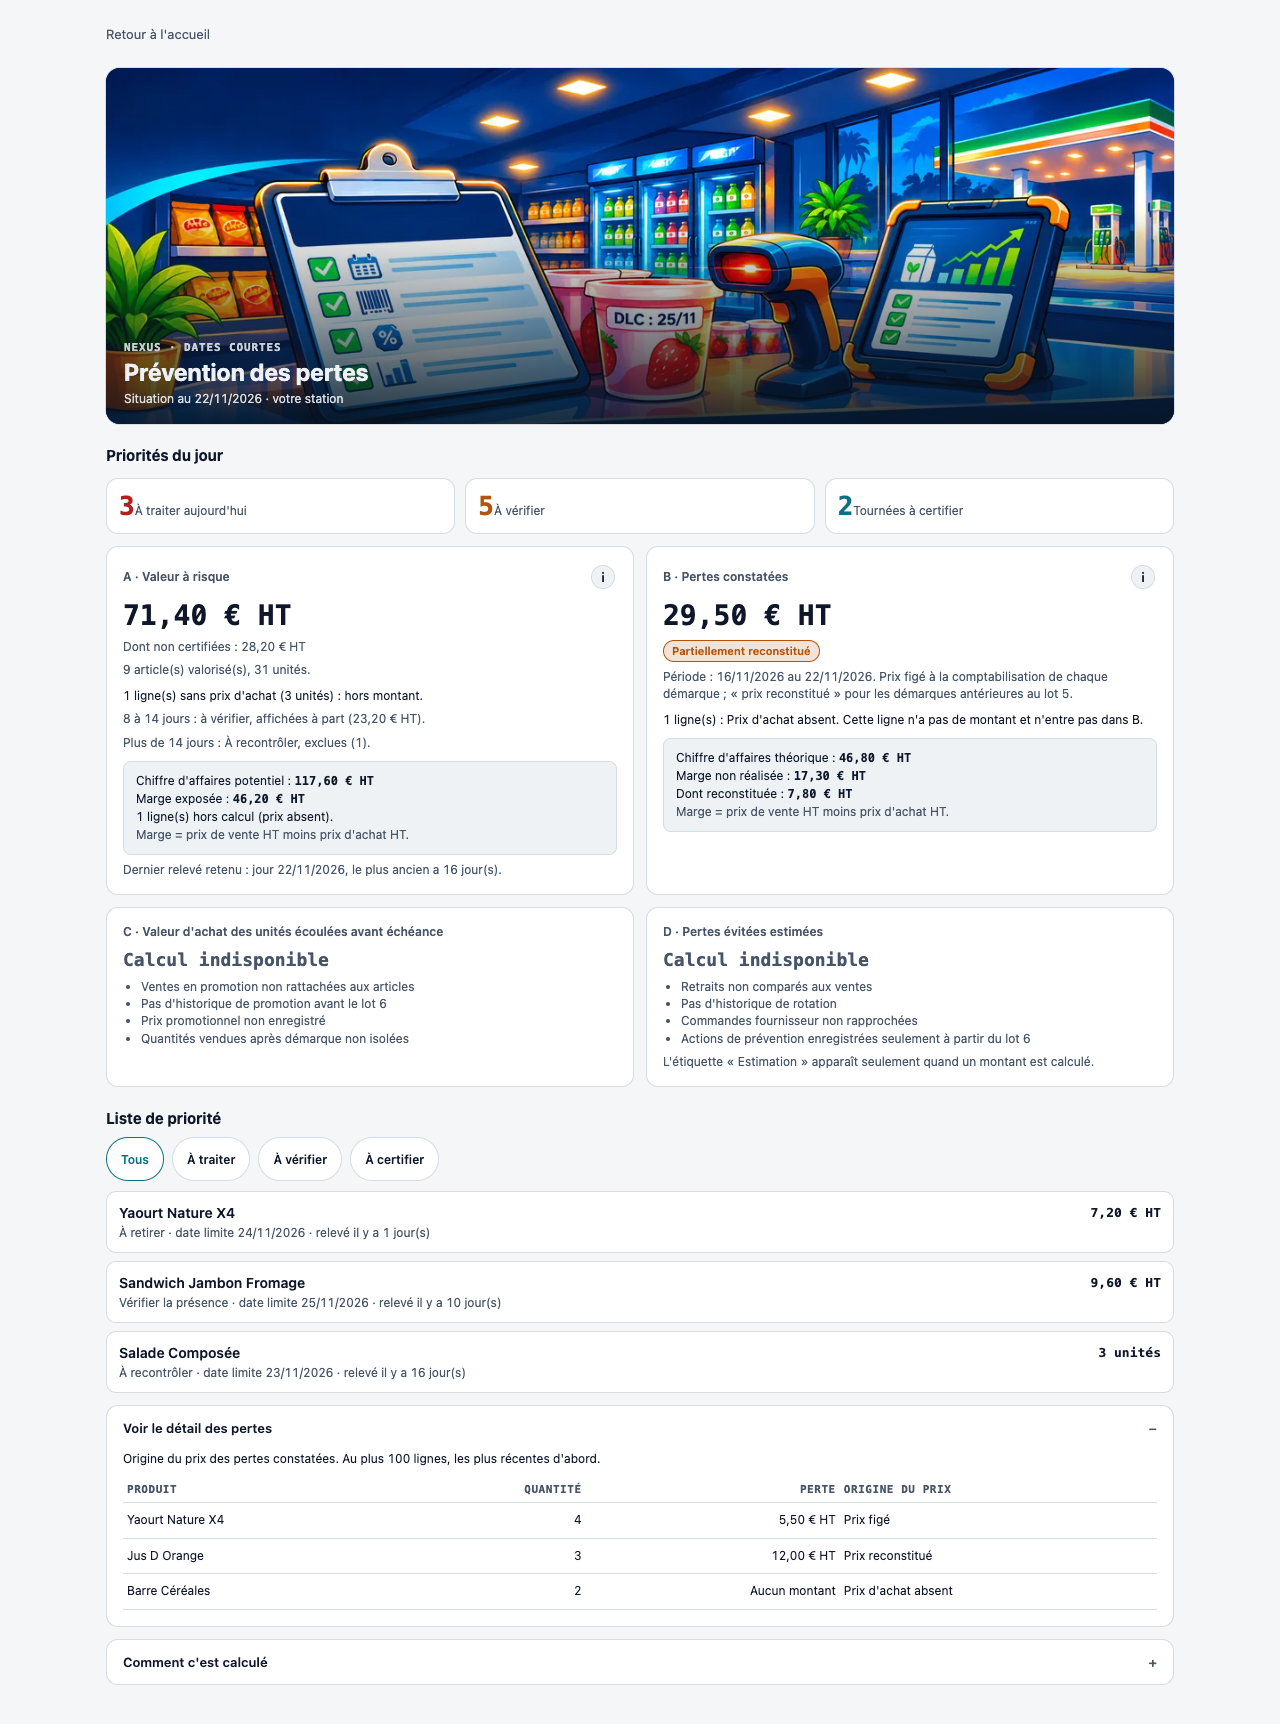 Retour à l'accueil
DLC : 25/11
NEXUS · DATES COURTES
Prévention des pertes
Situation au 22/11/2026 · votre station
Priorités du jour
3 À traiter aujourd'hui
5 À vérifier
2 Tournées à certifier
A · Valeur à risque
i
71,40 € HT
Dont non certifiées : 28,20 € HT
9 article(s) valorisé(s), 31 unités.
1 ligne(s) sans prix d'achat (3 unités) : hors montant.
8 à 14 jours : à vérifier, affichées à part (23,20 € HT).
Plus de 14 jours : À recontrôler, exclues (1).
Chiffre d'affaires potentiel : 117,60 € HT
Marge exposée : 46,20 € HT
1 ligne(s) hors calcul (prix absent).
Marge = prix de vente HT moins prix d'achat HT.
Dernier relevé retenu : jour 22/11/2026, le plus ancien a 16 jour(s).
B · Pertes constatées
i
29,50 € HT
Partiellement reconstitué
Période : 16/11/2026 au 22/11/2026. Prix figé à la comptabilisation de chaque
démarque ; « prix reconstitué » pour les démarques antérieures au lot 5.
1 ligne(s) : Prix d'achat absent. Cette ligne n'a pas de montant et n'entre pas dans B.
Chiffre d'affaires théorique : 46,80 € HT
Marge non réalisée : 17,30 € HT
Dont reconstituée : 7,80 € HT
Marge = prix de vente HT moins prix d'achat HT.
C · Valeur d'achat des unités écoulées avant échéance
Calcul indisponible
• Ventes en promotion non rattachées aux articles
• Pas d'historique de promotion avant le lot 6
• Prix promotionnel non enregistré
• Quantités vendues après démarque non isolées
D · Pertes évitées estimées
Calcul indisponible
• Retraits non comparés aux ventes
• Pas d'historique de rotation
• Commandes fournisseur non rapprochées
• Actions de prévention enregistrées seulement à partir du lot 6
L'étiquette « Estimation » apparaît seulement quand un montant est calculé.
Liste de priorité
Tous À traiter À vérifier À certifier
Yaourt Nature X4 7,20 € HT
À retirer · date limite 24/11/2026 · relevé il y a 1 jour(s)
Sandwich Jambon Fromage 9,60 € HT
Vérifier la présence · date limite 25/11/2026 · relevé il y a 10 jour(s)
Salade Composée 3 unités
À recontrôler · date limite 23/11/2026 · relevé il y a 16 jour(s)
Voir le détail des pertes –
Origine du prix des pertes constatées. Au plus 100 lignes, les plus récentes d'abord.
PRODUIT QUANTITÉ PERTE ORIGINE DU PRIX
Yaourt Nature X4 4 5,50 € HT Prix figé
Jus D Orange 3 12,00 € HT Prix reconstitué
Barre Céréales 2 Aucun montant Prix d'achat absent
Comment c'est calculé +